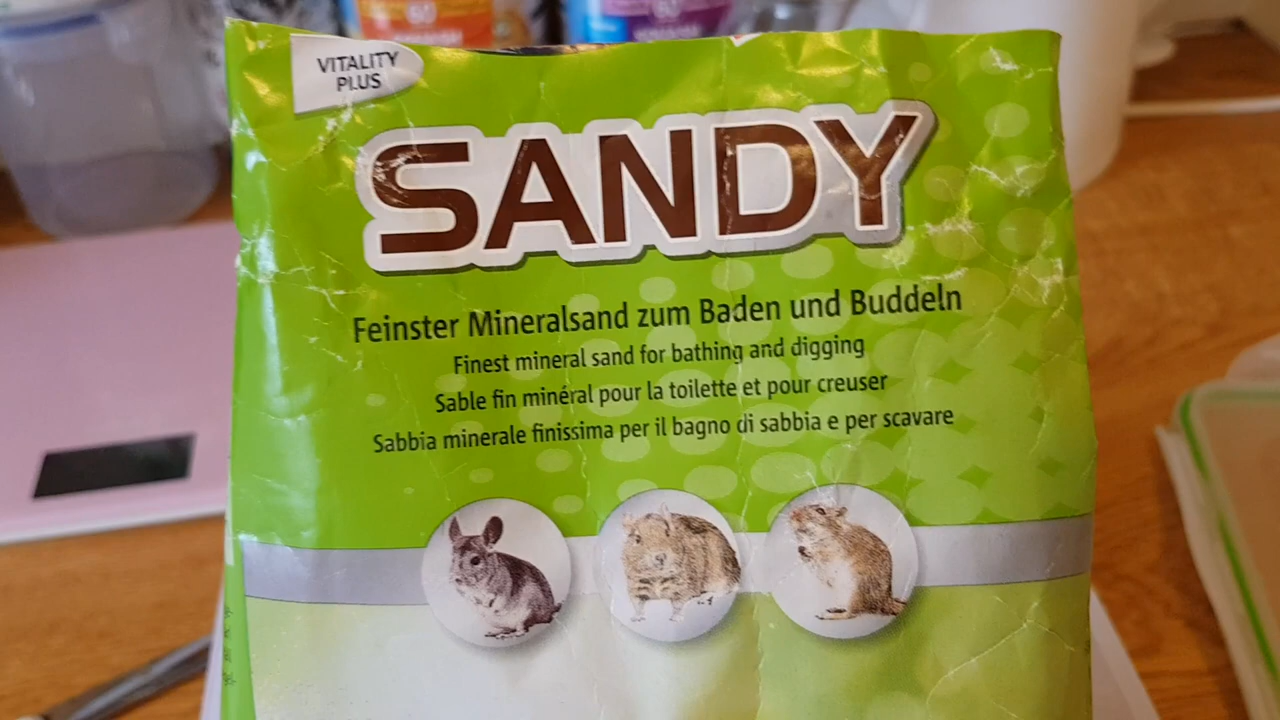 VITALITY
PLUS
SANDY
Feinster Mineralsand zum Baden und Buddeln
Finest mineral sand for bathing and digging
Sable fin minéral pour la toilette et pour creuser
Sabbia minerale finissima per il bagno di sabbia e per scavare